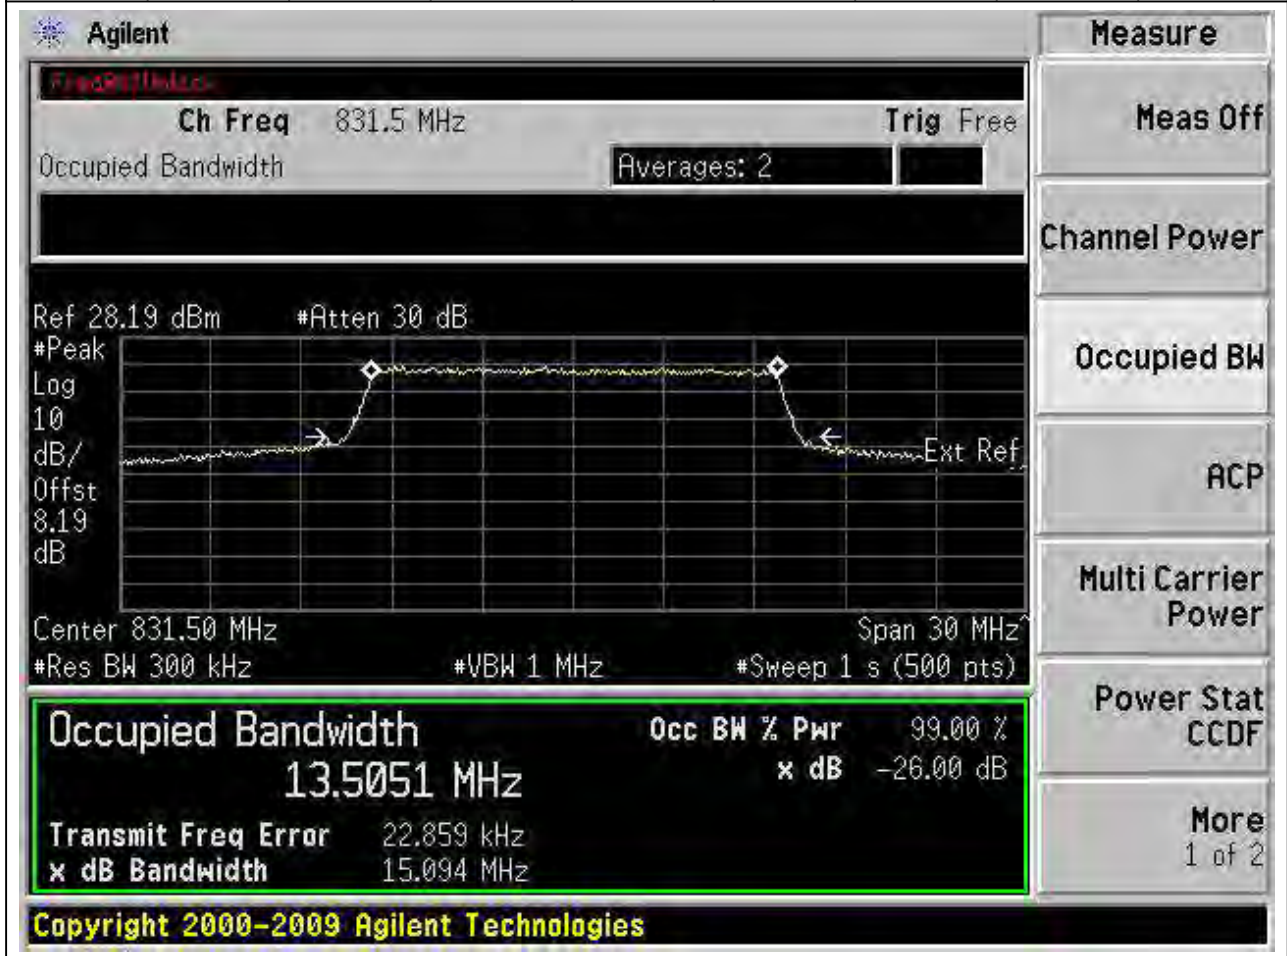 Agilent
Measure
Ch Freq 831.5 MHz Trig Free
Occupied Bandwidth Averages: 2
Meas Off
Channel Power
Occupied BW
ACP
Multi Carrier
Power
Power Stat
CCDF
More
1 of 2
Ref 28.19 dBm #Atten 30 dB
#Peak
Log
10
dB/
Offst
8.19
dB
Ext Ref
Center 831.50 MHz Span 30 MHz
#Res BW 300 kHz #VBW 1 MHz #Sweep 1 s (500 pts)
Occupied Bandwidth Occ BW % Pwr 99.00 %
13.5051 MHz x dB -26.00 dB
Transmit Freq Error 22.859 kHz
x dB Bandwidth 15.094 MHz
Copyright 2000-2009 Agilent Technologies